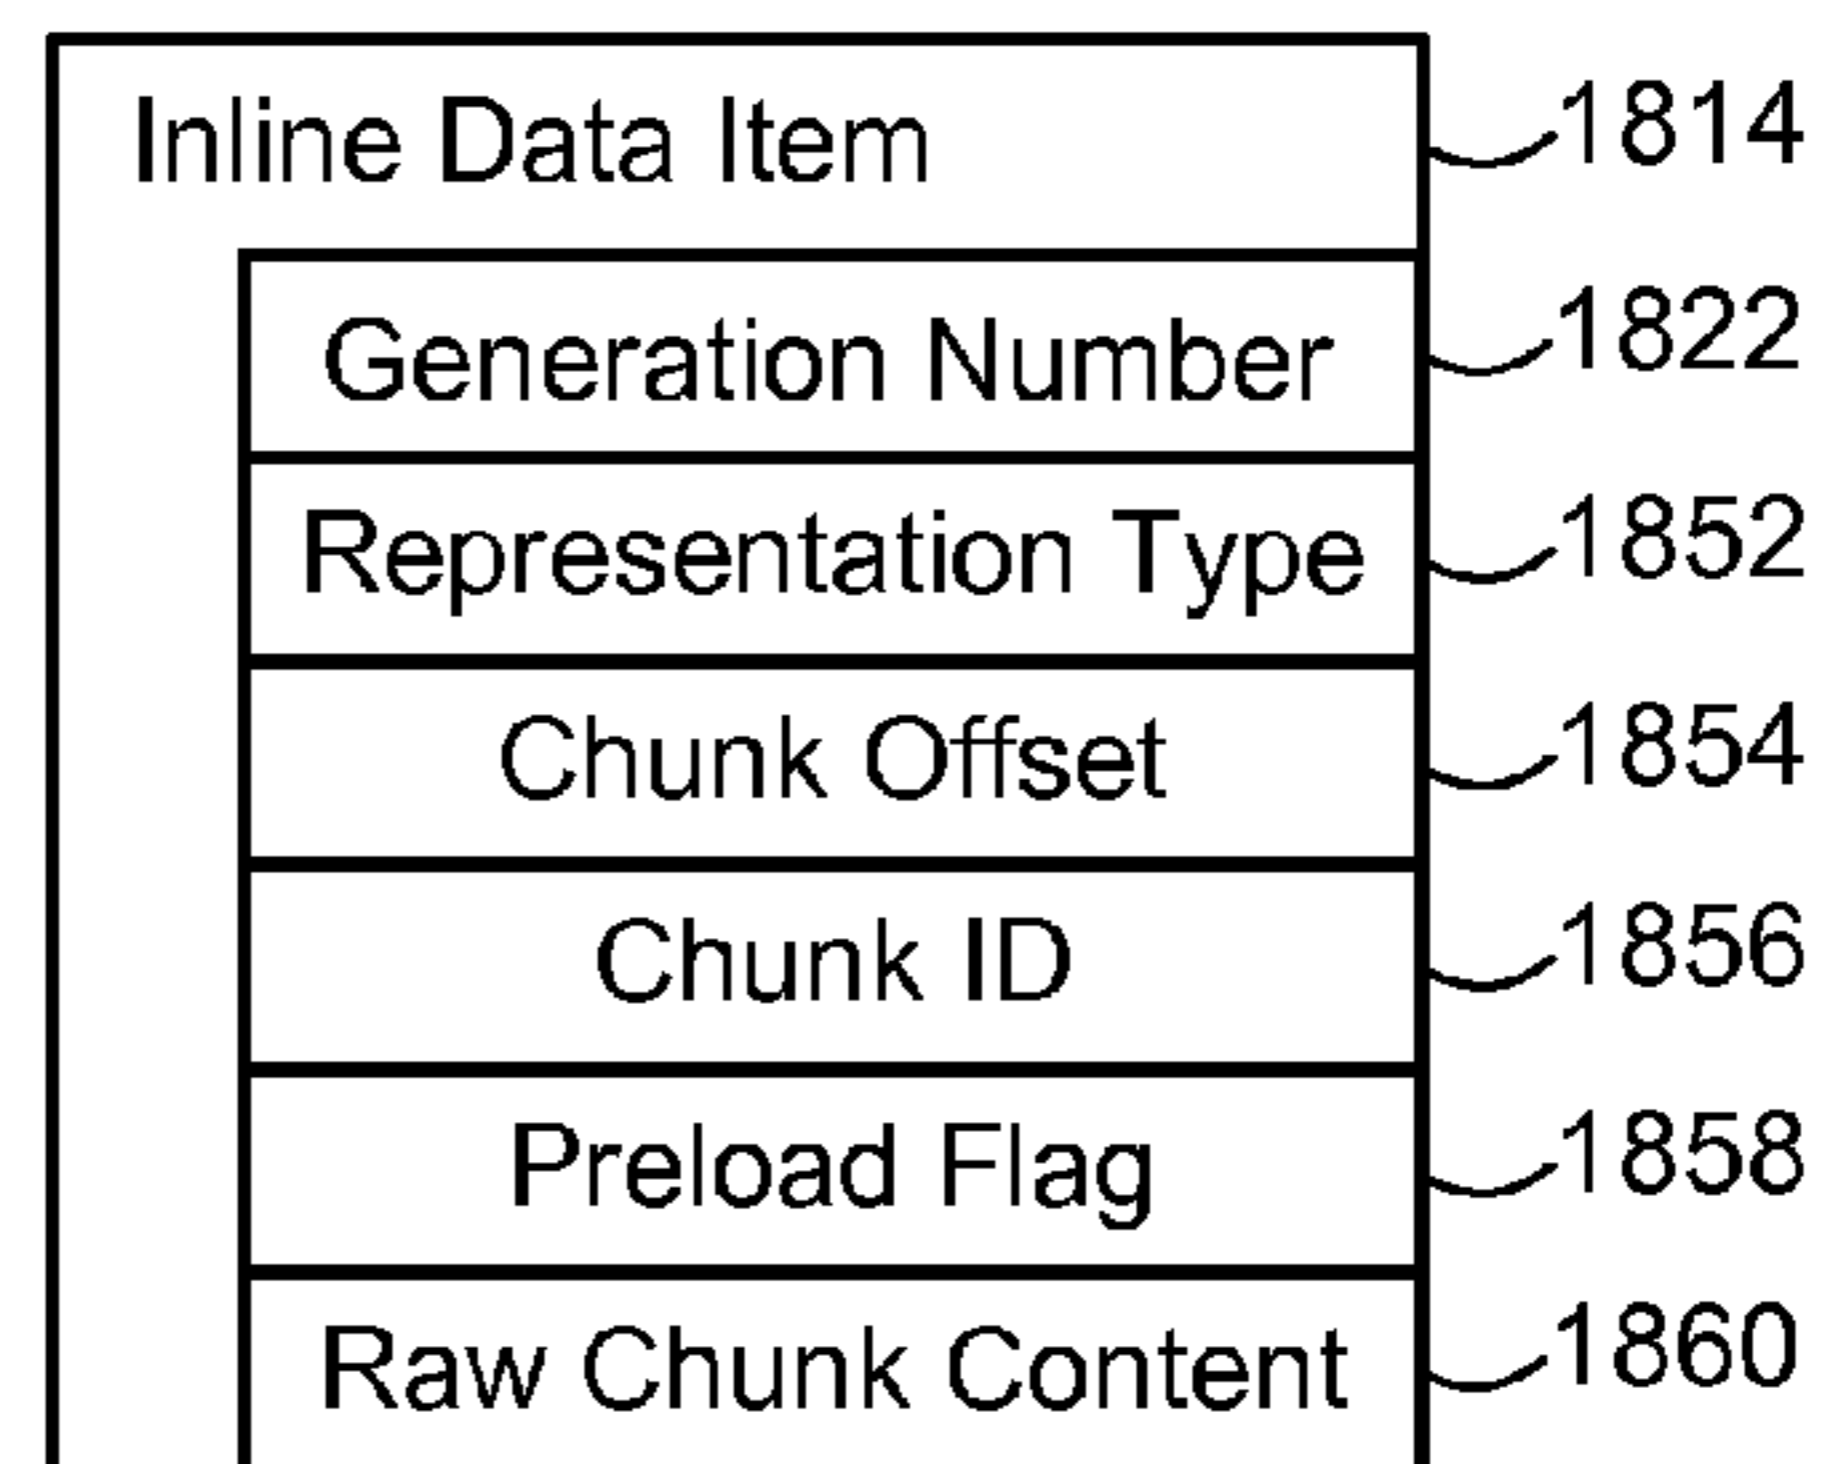 Inline Data Item 1814
Generation Number 1822
Representation Type 1852
Chunk Offset 1854
Chunk ID 1856
Preload Flag 1858
Raw Chunk Content 1860